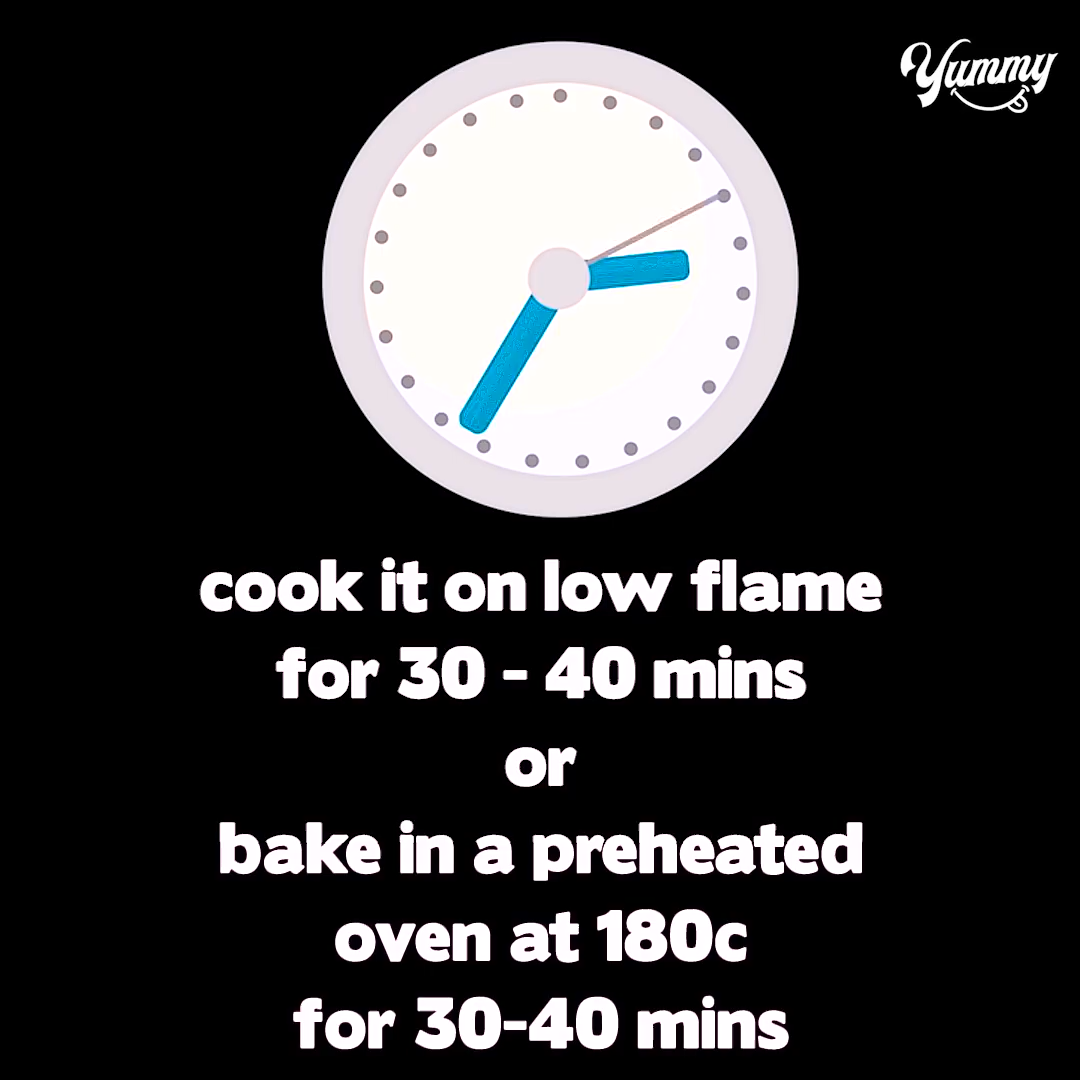 Yummy
cook it on low flame
for 30 - 40 mins
or
bake in a preheated
oven at 180c
for 30-40 mins